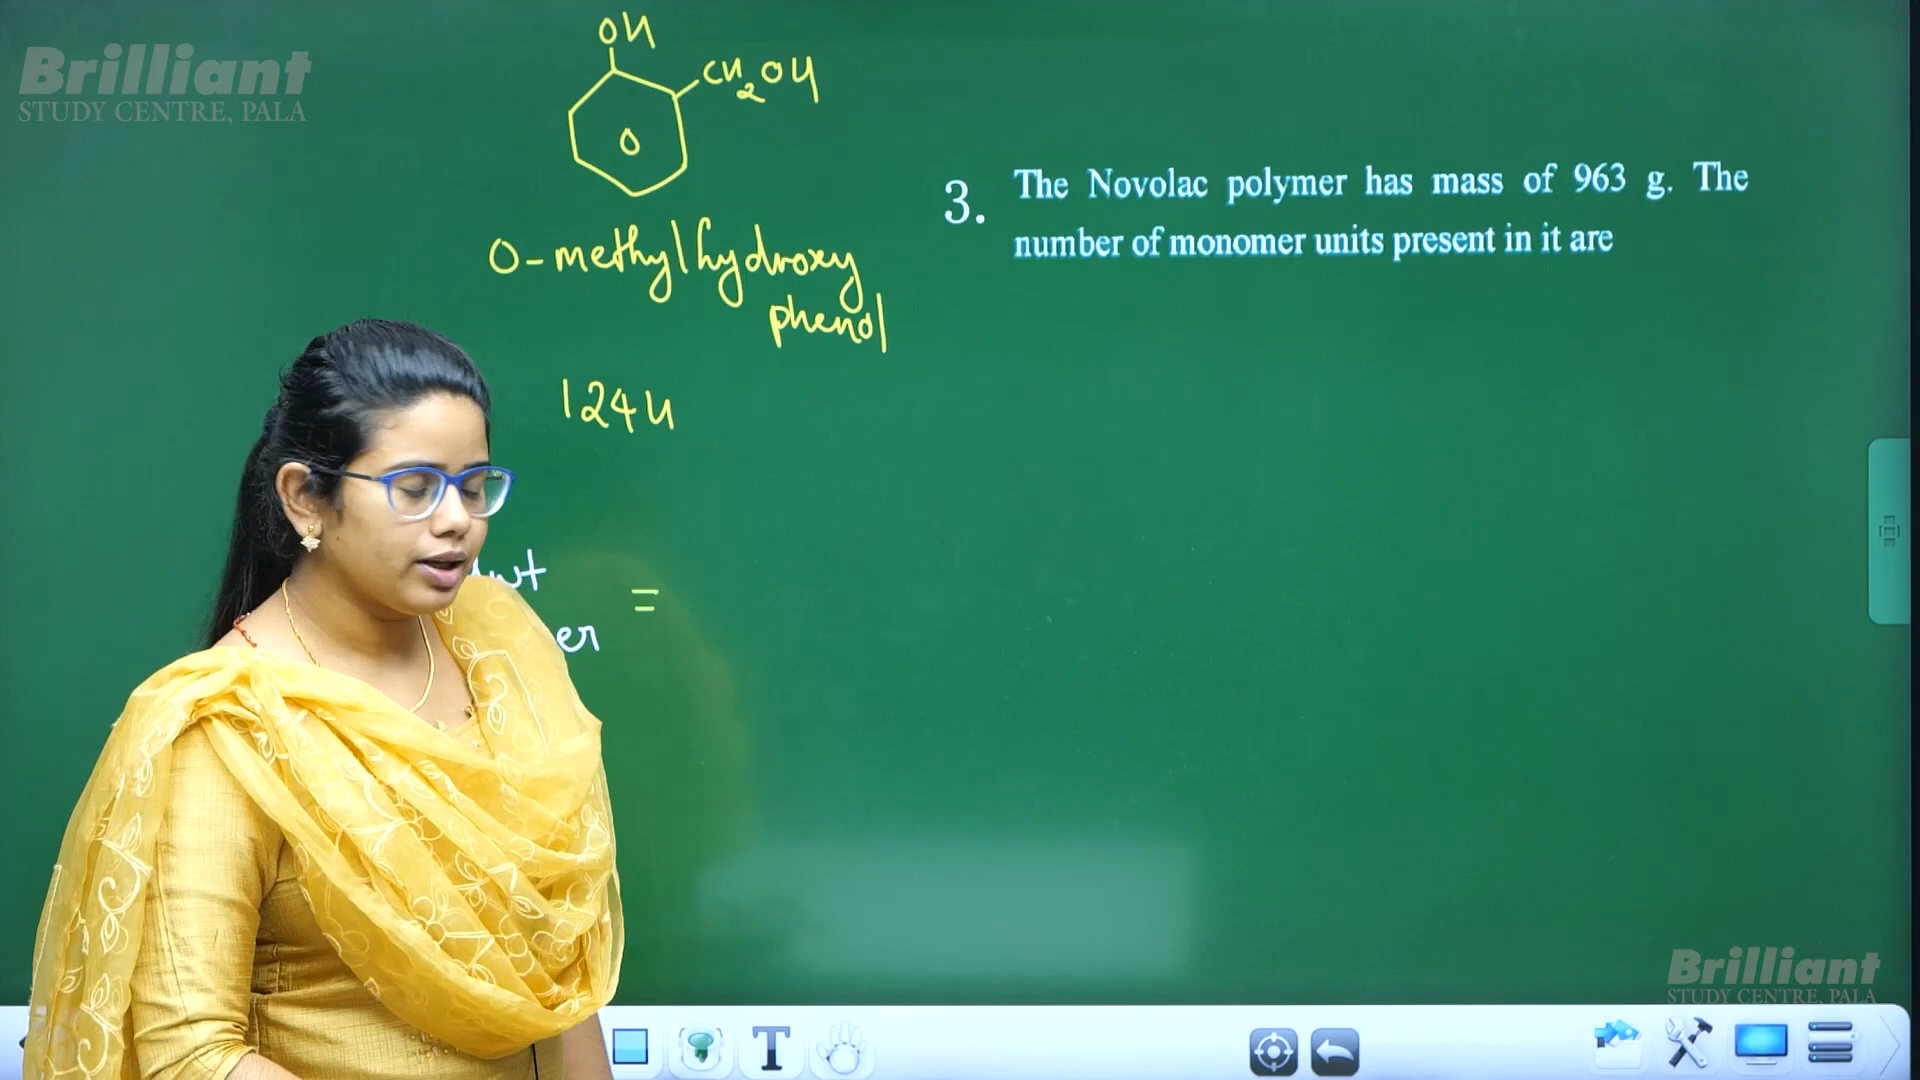 Brilliant
STUDY CENTRE, PALA
OH
CH2OH
O-methylhydroxy
phenol
124u
=
3. The Novolac polymer has mass of 963 g. The
number of monomer units present in it are
Brilliant
STUDY CENTRE, PALA
T